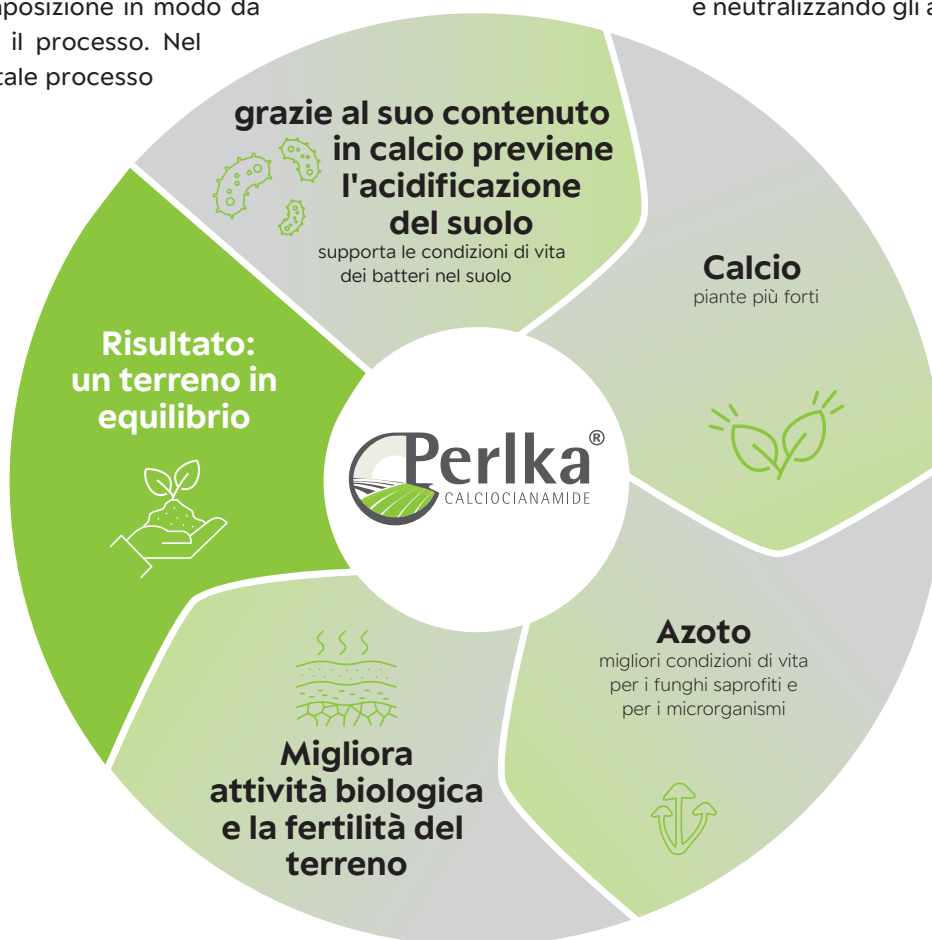 posizione in modo da
il processo. Nel
tale processo
e neutralizzando gli a
grazie al suo contenuto
in calcio previene
l'acidificazione
del suolo
supporta le condizioni di vita
dei batteri nel suolo
Calcio
piante più forti
Azoto
migliori condizioni di vita
per i funghi saprofiti e
per i microrganismi
Migliora
attività biologica
e la fertilità del
terreno
Risultato:
un terreno in
equilibrio
Perlka®
CALCIOCIANAMIDE